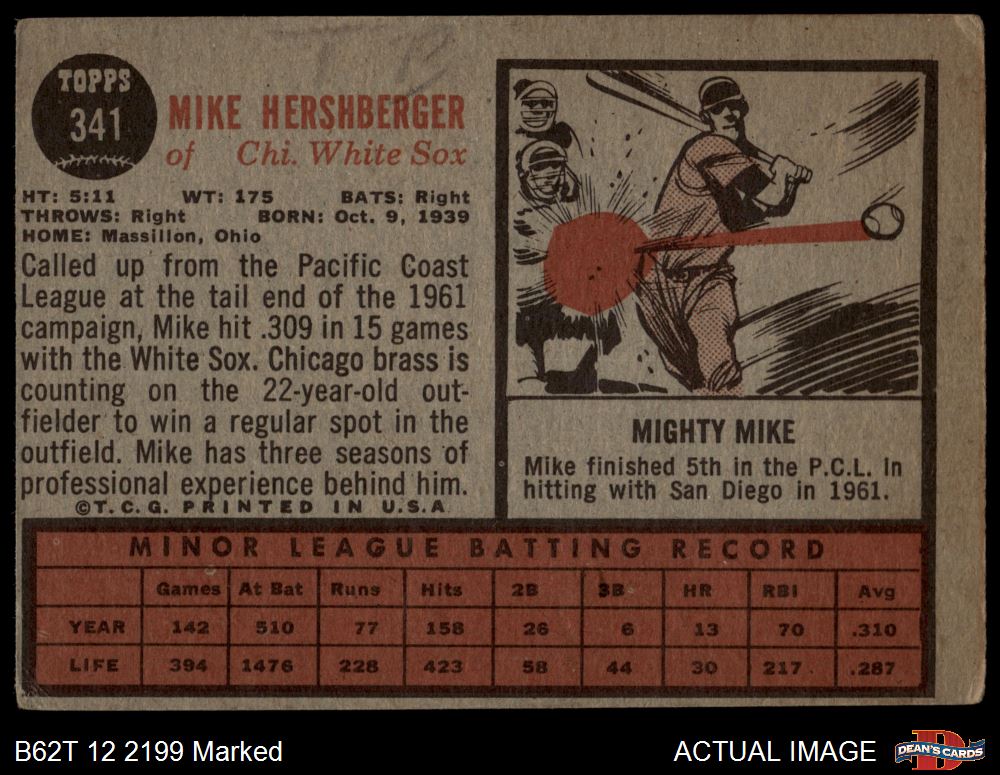 TOPPS
341
MIKE HERSHBERGER
of Chi. White Sox
HT: 5:11 WT: 175 BATS: Right
THROWS: Right BORN: Oct. 9, 1939
HOME: Massillon, Ohio
Called up from the Pacific Coast
League at the tail end of the 1961
campaign, Mike hit .309 in 15 games
with the White Sox. Chicago brass is
counting on the 22-year-old out-
fielder to win a regular spot in the
outfield. Mike has three seasons of
professional experience behind him.
©T.C.G. PRINTED IN U.S.A
MIGHTY MIKE
Mike finished 5th in the P.C.L. In
hitting with San Diego in 1961.
MINOR LEAGUE BATTING RECORD
Games At Bat Runs Hits 2B 3B HR RBI Avg
YEAR 142 510 77 158 26 6 13 70 .310
LIFE 394 1476 228 423 58 44 30 217 .287
B62T 12 2199 Marked
ACTUAL IMAGE
DEAN'S CARDS